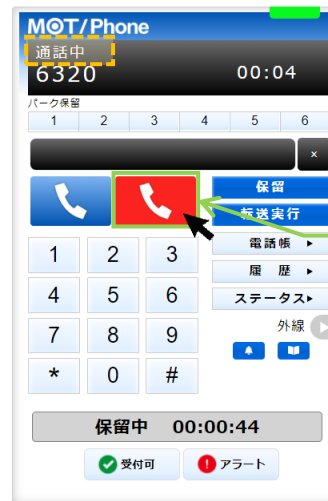 MOT/Phone
通話中
6320 00:04
パーク保留
1 2 3 4 5 6
×
保留
転送実行
1 2 3
電話帳
履 歴
4 5 6
ステータス
7 8 9
外線
* 0 #
保留中 00:00:44
受付可 アラート